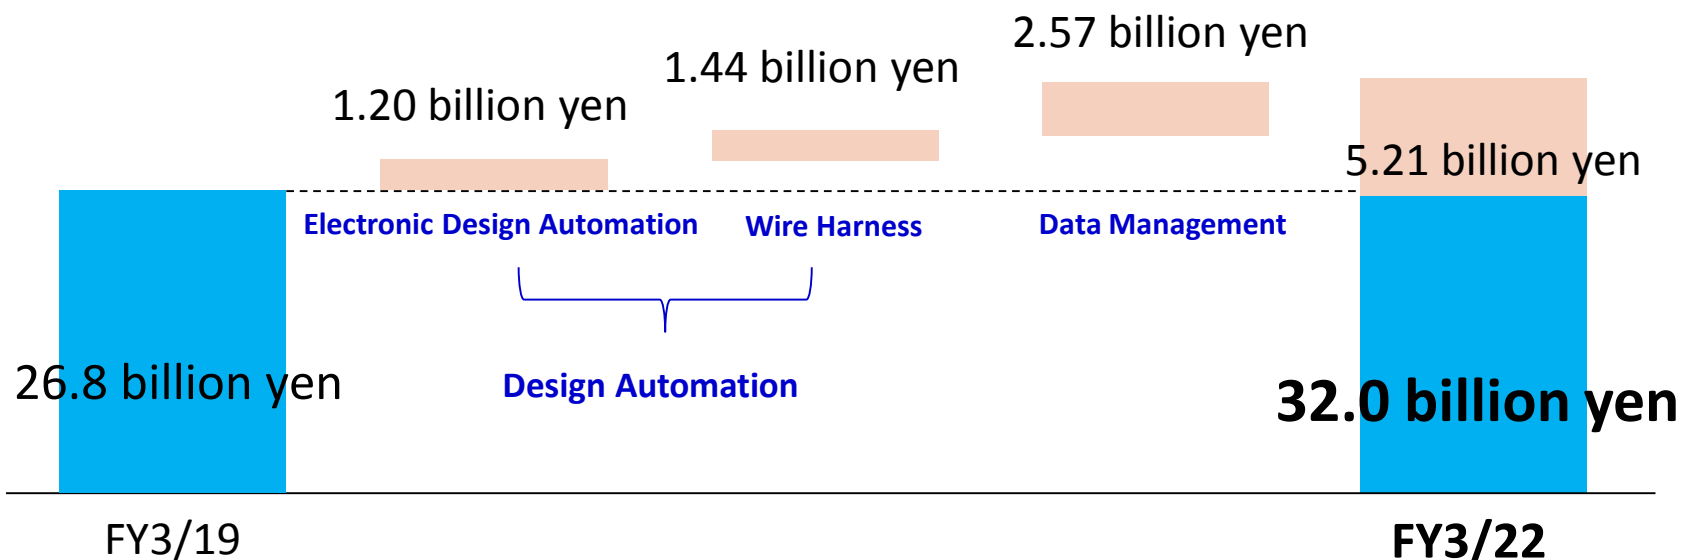 2.57 billion yen
1.44 billion yen
1.20 billion yen
5.21 billion yen
Electronic Design Automation
Wire Harness
Data Management
26.8 billion yen
Design Automation
32.0 billion yen
FY3/19
FY3/22